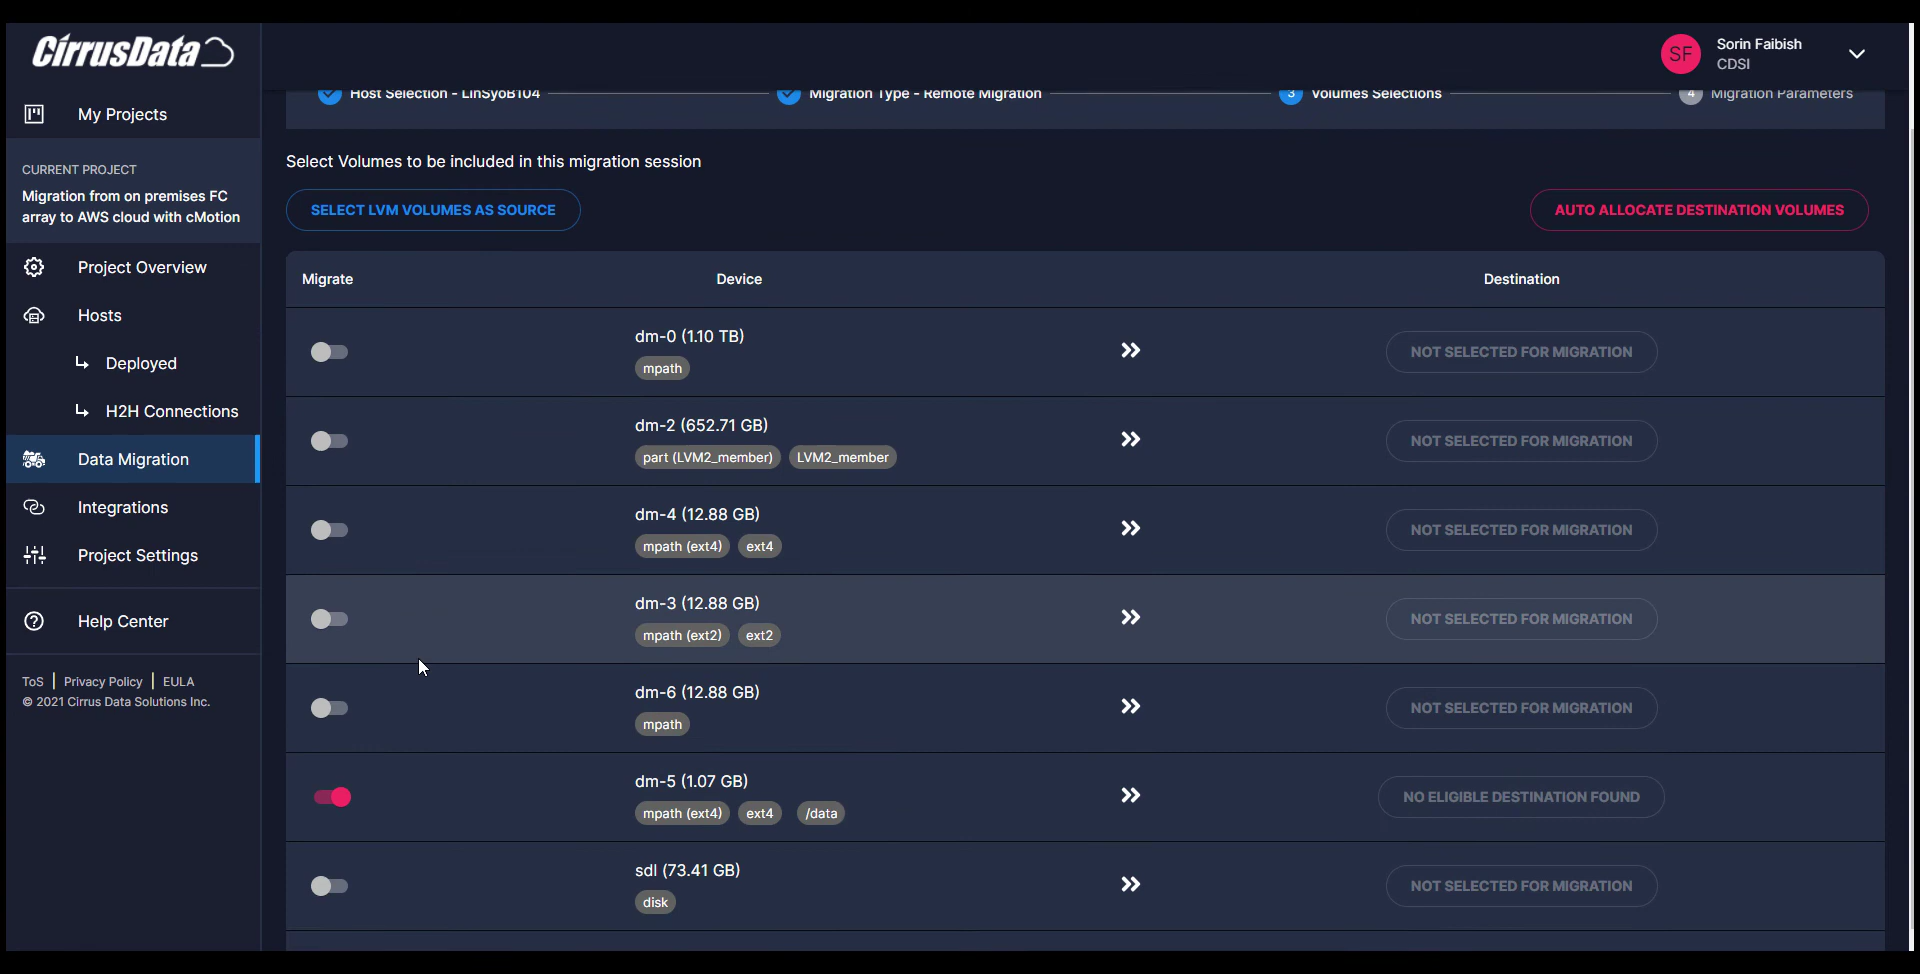 CirrusData
Sorin Faibish
SF
CDSI
My Projects
CURRENT PROJECT
Migration from on premises FC
array to AWS cloud with cMotion
Project Overview
Hosts
Deployed
H2H Connections
Data Migration
Integrations
Project Settings
Help Center
ToS | Privacy Policy | EULA
© 2021 Cirrus Data Solutions Inc.
Host Selection - LinSyoB104
Migration Type - Remote Migration
3 Volumes Selections
4 Migration Parameters
Select Volumes to be included in this migration session
SELECT LVM VOLUMES AS SOURCE
AUTO ALLOCATE DESTINATION VOLUMES
Migrate Device Destination
dm-0 (1.10 TB)
mpath
NOT SELECTED FOR MIGRATION
dm-2 (652.71 GB)
part (LVM2_member) LVM2_member
NOT SELECTED FOR MIGRATION
dm-4 (12.88 GB)
mpath (ext4) ext4
NOT SELECTED FOR MIGRATION
dm-3 (12.88 GB)
mpath (ext2) ext2
NOT SELECTED FOR MIGRATION
dm-6 (12.88 GB)
mpath
NOT SELECTED FOR MIGRATION
dm-5 (1.07 GB)
mpath (ext4) ext4 /data
NO ELIGIBLE DESTINATION FOUND
sdl (73.41 GB)
disk
NOT SELECTED FOR MIGRATION